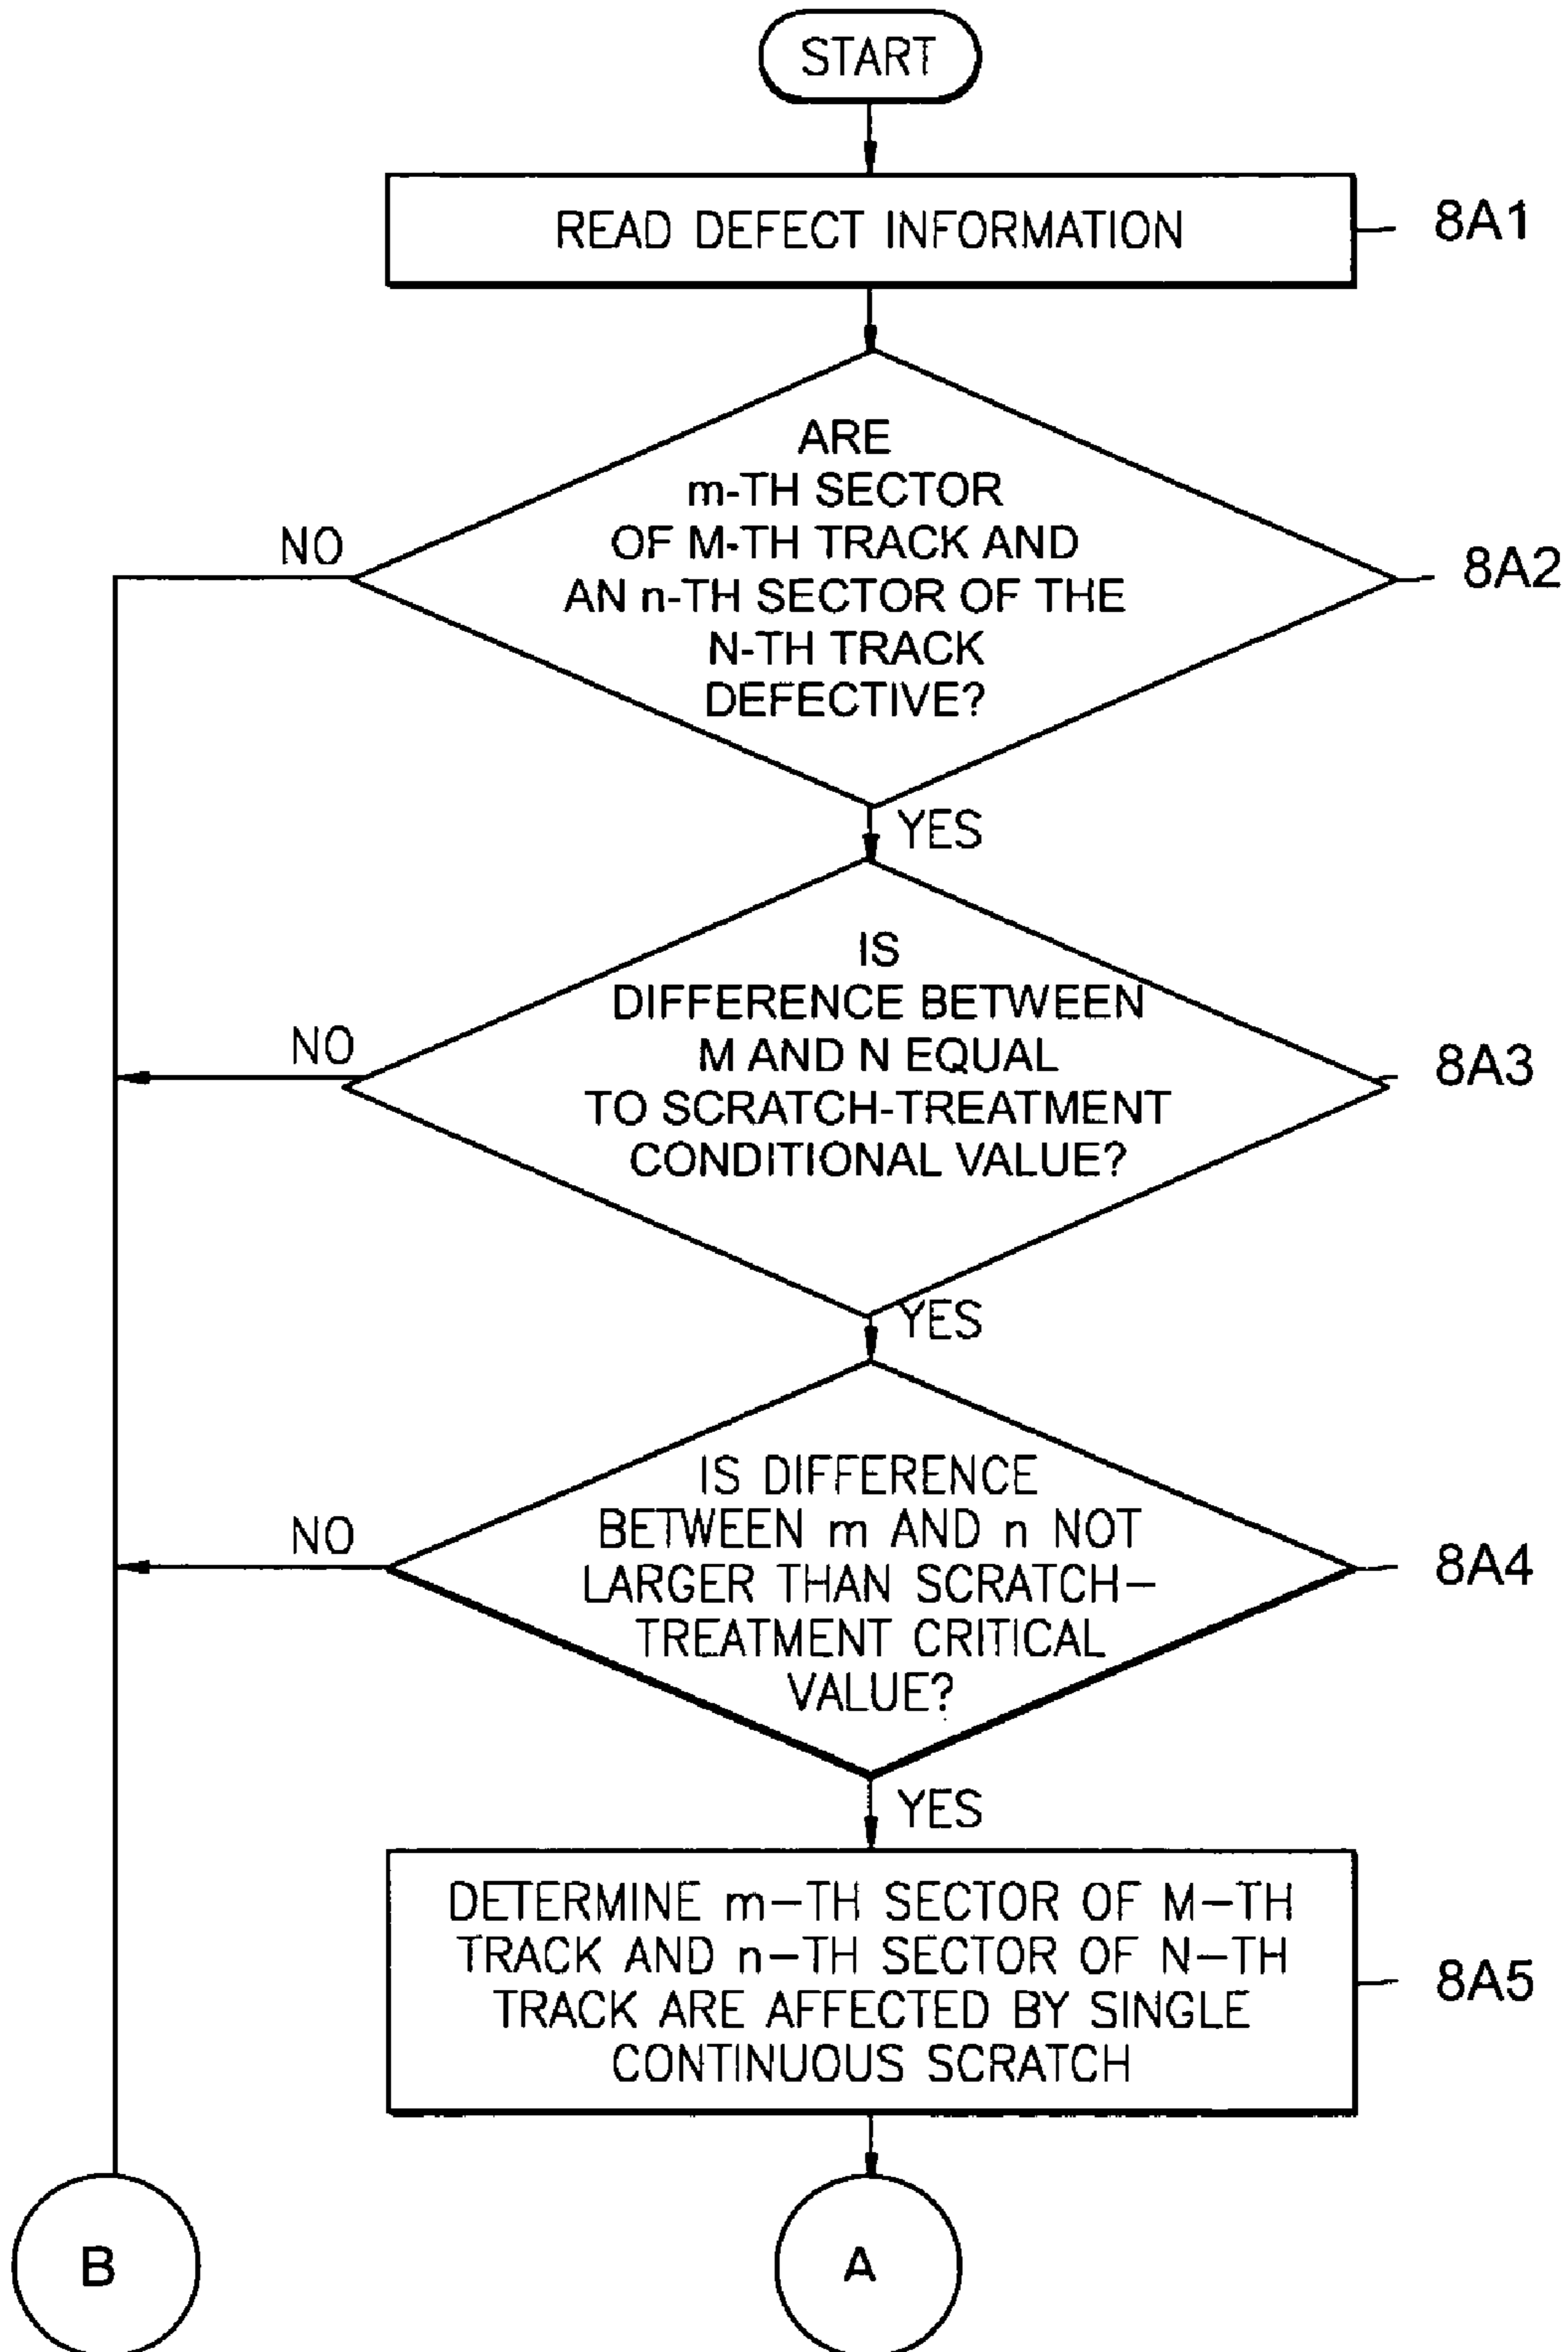 START
READ DEFECT INFORMATION
8A1
ARE
m-TH SECTOR
OF M-TH TRACK AND
AN n-TH SECTOR OF THE
N-TH TRACK
DEFECTIVE?
NO
8A2
YES
IS
DIFFERENCE BETWEEN
M AND N EQUAL
TO SCRATCH-TREATMENT
CONDITIONAL VALUE?
NO
8A3
YES
IS DIFFERENCE
BETWEEN m AND n NOT
LARGER THAN SCRATCH-
TREATMENT CRITICAL
VALUE?
NO
8A4
YES
DETERMINE m-TH SECTOR OF M-TH
TRACK AND n-TH SECTOR OF N-TH
TRACK ARE AFFECTED BY SINGLE
CONTINUOUS SCRATCH
8A5
B
A